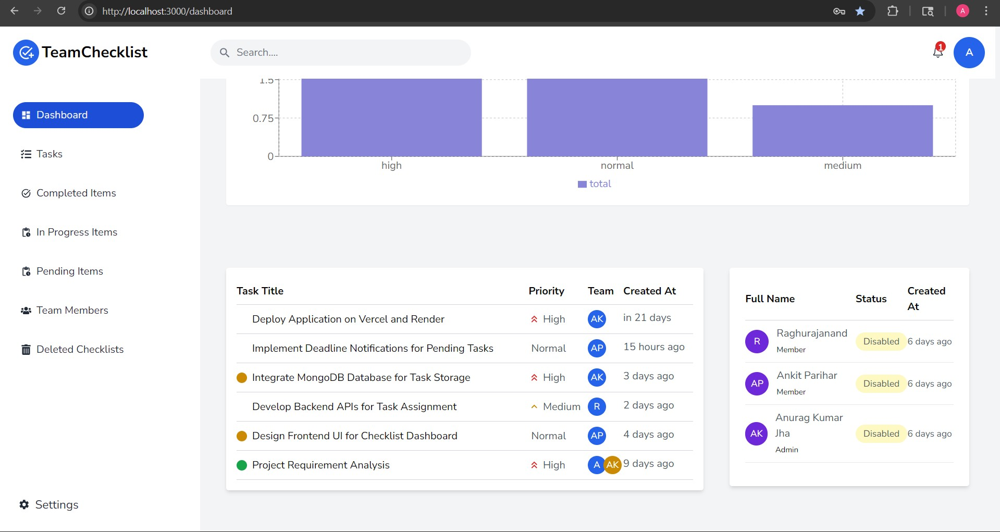 http://localhost:3000/dashboard
A
TeamChecklist
Search....
1
A
Dashboard
Tasks
Completed Items
In Progress Items
Pending Items
Team Members
Deleted Checklists
Settings
1.5
0.75
0
high normal medium
total
Task Title Priority Team Created At
Deploy Application on Vercel and Render High AK in 21 days
Implement Deadline Notifications for Pending Tasks Normal AP 15 hours ago
Integrate MongoDB Database for Task Storage High AK 3 days ago
Develop Backend APIs for Task Assignment Medium R 2 days ago
Design Frontend UI for Checklist Dashboard Normal AP 4 days ago
Project Requirement Analysis High A AK 9 days ago
Full Name Status Created
At
R Raghurajanand Disabled 6 days ago
Member
AP Ankit Parihar Disabled 6 days ago
Member
AK Anurag Kumar
Jha Disabled 6 days ago
Admin